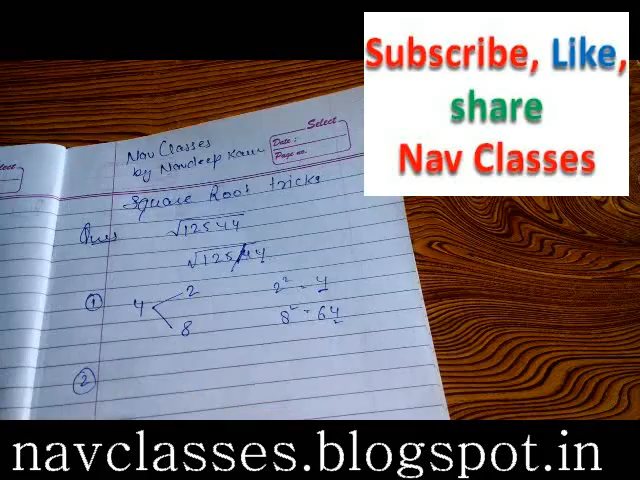 Subscribe, Like,
share
Nav Classes
Select
Date :
Page no.
Nav Classes
by Navdeep Kaur
Square Root tricks
√12544
√125/44
① 4 2 2² = 4
8 8² = 64
②
navclasses.blogspot.in